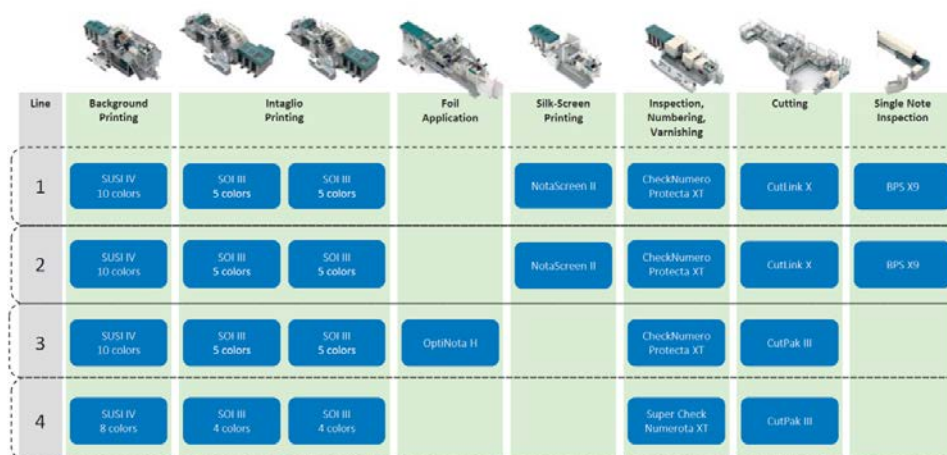 Line
Background
Printing
Intaglio
Printing
Foil
Application
Silk-Screen
Printing
Inspection,
Numbering,
Varnishing
Cutting
Single Note
Inspection
1
SUSI IV
10 colors
SOI III
5 colors
SOI III
5 colors
NotaScreen II
CheckNumero
Protecta XT
CutLink X
BPS X9
2
SUSI IV
10 colors
SOI III
5 colors
SOI III
5 colors
NotaScreen II
CheckNumero
Protecta XT
CutLink X
BPS X9
3
SUSI IV
10 colors
SOI III
5 colors
SOI III
5 colors
OptiNota H
CheckNumero
Protecta XT
CutPak III
4
SUSI IV
8 colors
SOI III
4 colors
SOI III
4 colors
Super Check
Numerota XT
CutPak III